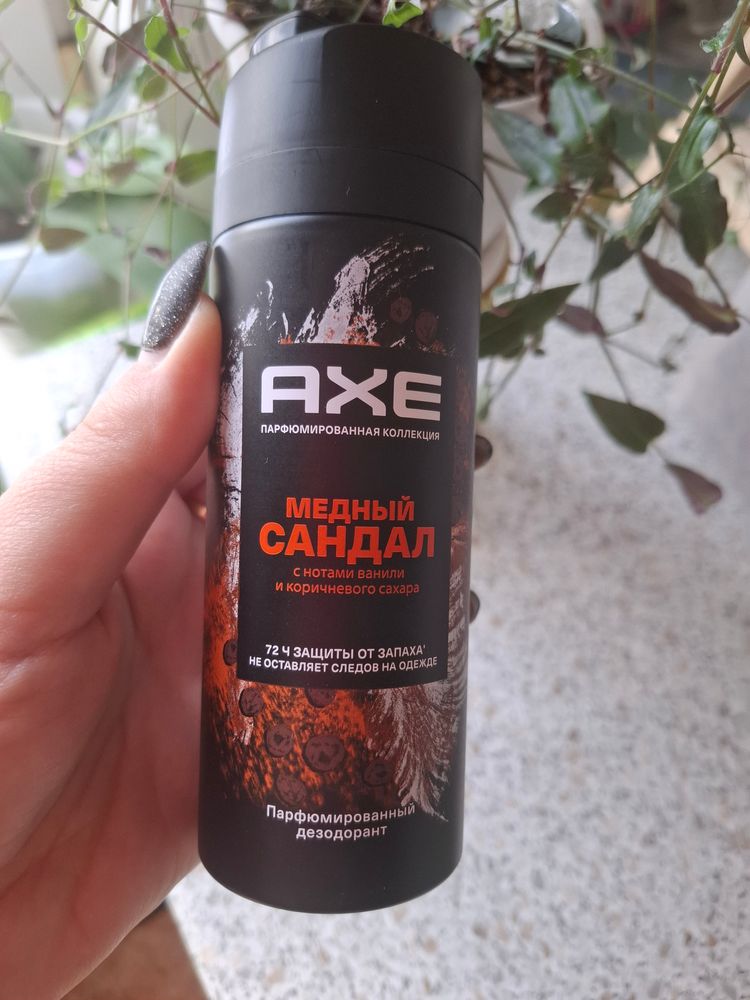 AXE
ПАРФЮМИРОВАННАЯ КОЛЛЕКЦИЯ
МЕДНЫЙ
САНДАЛ
С НОТАМИ ВАНИЛИ
И КОРИЧНЕВОГО САХАРА
72 Ч ЗАЩИТЫ ОТ ЗАПАХА*
НЕ ОСТАВЛЯЕТ СЛЕДОВ НА ОДЕЖДЕ
Парфюмированный
дезодорант